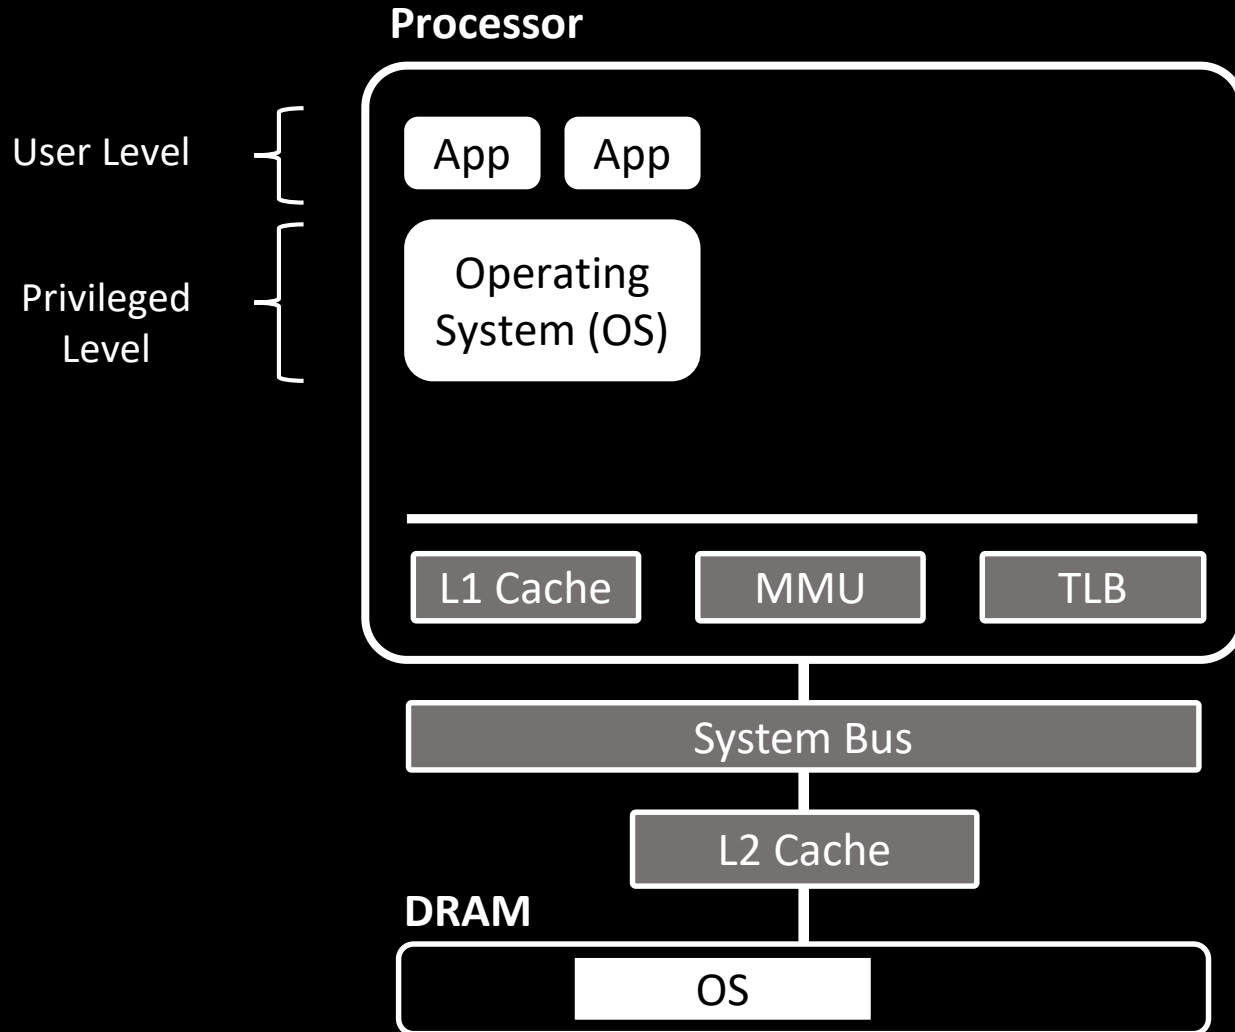 Processor
User Level
App
App
Privileged
Level
Operating
System (OS)
L1 Cache
MMU
TLB
System Bus
L2 Cache
DRAM
OS